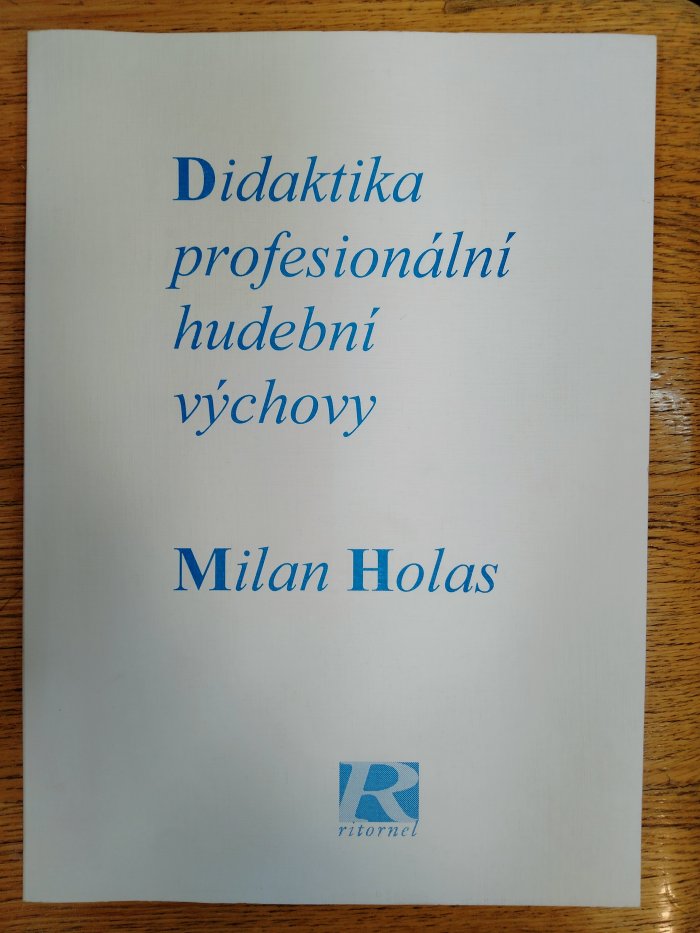 Didaktika
profesionální
hudební
výchovy
Milan Holas
R
ritornel